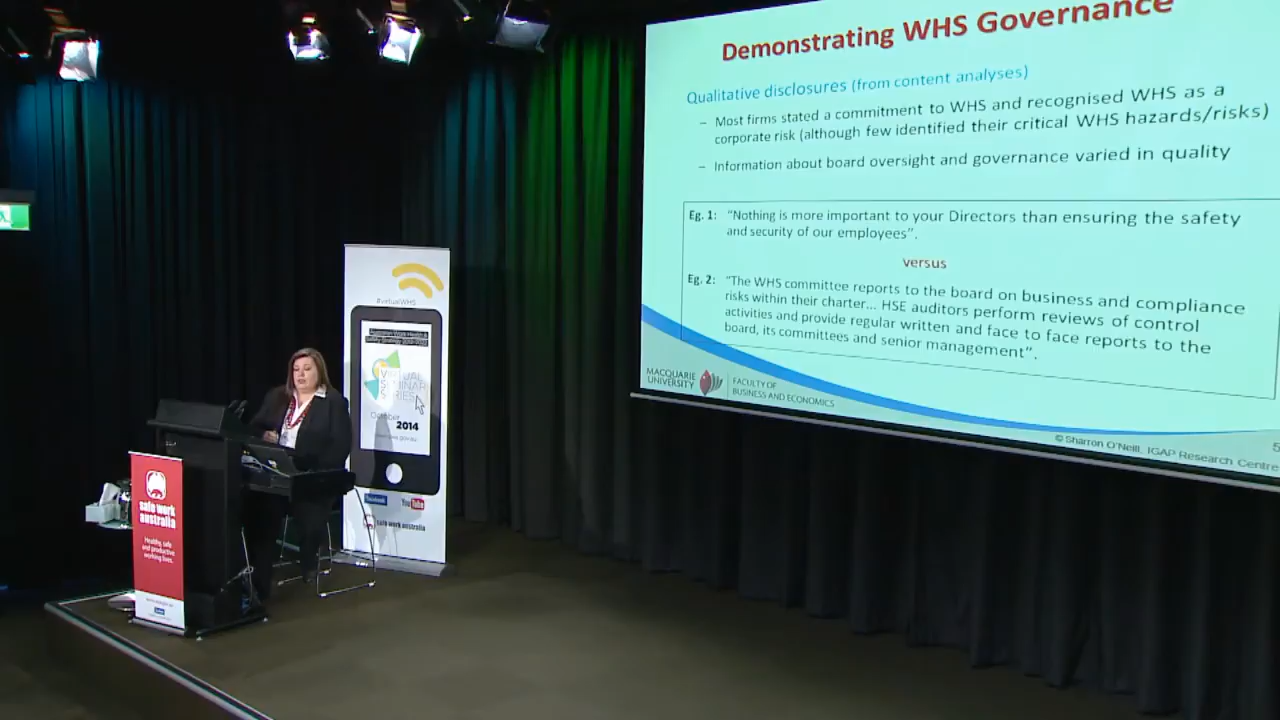 Demonstrating WHS Governance
Qualitative disclosures (from content analyses)
– Most firms stated a commitment to WHS and recognised WHS as a
corporate risk (although few identified their critical WHS hazards/risks)
– Information about board oversight and governance varied in quality
Eg. 1: "Nothing is more important to your Directors than ensuring the safety
and security of our employees".
versus
Eg. 2: "The WHS committee reports to the board on business and compliance
risks within their charter... HSE auditors perform reviews of control
activities and provide regular written and face to face reports to the
board, its committees and senior management".
MACQUARIE
UNIVERSITY
FACULTY OF
BUSINESS AND ECONOMICS
© Sharron O'Neill, IGAP Research Centre
5
#virtualWHS
VIRTUAL
SEMINAR
SERIES
October
2014
facebook
YouTube
safe work australia
safe work
australia
Healthy, safe
and productive
working lives.